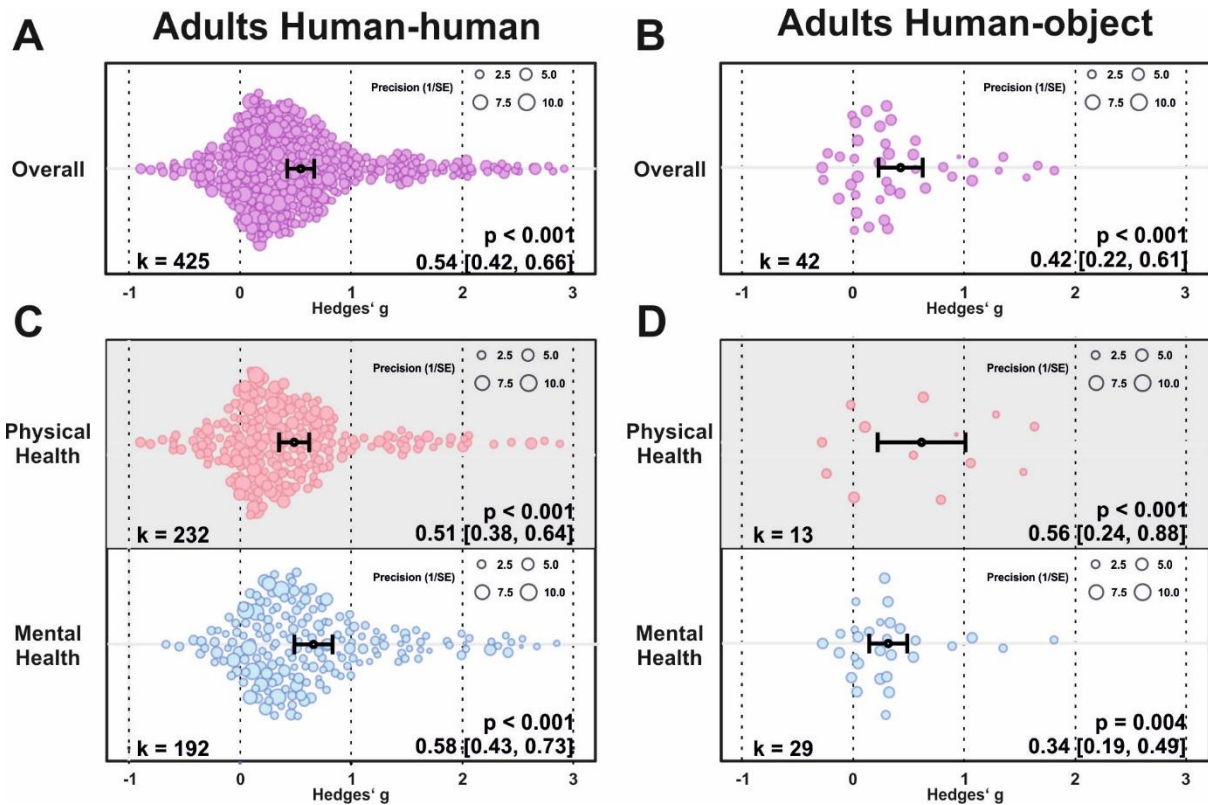 A Adults Human-human
Precision (1/SE) 2.5 5.0
7.5 10.0
Overall
p < 0.001
k = 425 0.54 [0.42, 0.66]
-1 0 1 2 3
Hedges‘ g
B Adults Human-object
Precision (1/SE) 2.5 5.0
7.5 10.0
Overall
p < 0.001
k = 42 0.42 [0.22, 0.61]
-1 0 1 2 3
Hedges‘ g
C
Precision (1/SE) 2.5 5.0
7.5 10.0
Physical
Health
p < 0.001
k = 232 0.51 [0.38, 0.64]
Precision (1/SE) 2.5 5.0
7.5 10.0
Mental
Health
p < 0.001
k = 192 0.58 [0.43, 0.73]
-1 0 1 2 3
Hedges‘ g
D
Precision (1/SE) 2.5 5.0
7.5 10.0
Physical
Health
p < 0.001
k = 13 0.56 [0.24, 0.88]
Precision (1/SE) 2.5 5.0
7.5 10.0
Mental
Health
p = 0.004
k = 29 0.34 [0.19, 0.49]
-1 0 1 2 3
Hedges‘ g